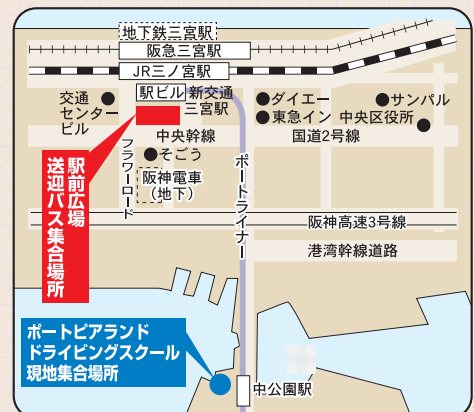 地下鉄三宮駅
阪急三宮駅
JR三ノ宮駅
駅ビル
新交通
三宮駅
交通
センター
ビル
ダイエー
東急イン
サンパル
中央区役所
中央幹線
国道2号線
そごう
フラワーロード
阪神電車
(地下)
ポートライナー
駅前広場
送迎バス集合場所
阪神高速3号線
港湾幹線道路
ポートピアランド
ドライビングスクール
現地集合場所
中公園駅